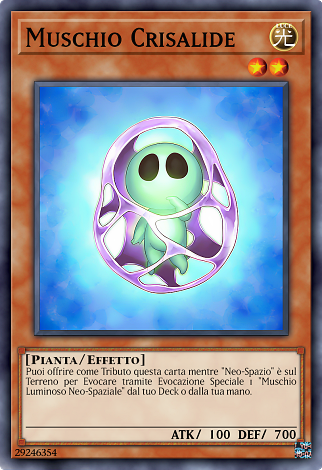 Muschio Crisalide
光
[Pianta/Effetto]
Puoi offrire come Tributo questa carta mentre "Neo-Spazio" è sul
Terreno per Evocare tramite Evocazione Speciale 1 "Muschio
Luminoso Neo-Spaziale" dal tuo Deck o dalla tua mano.
ATK/ 100 DEF/ 700
29246354